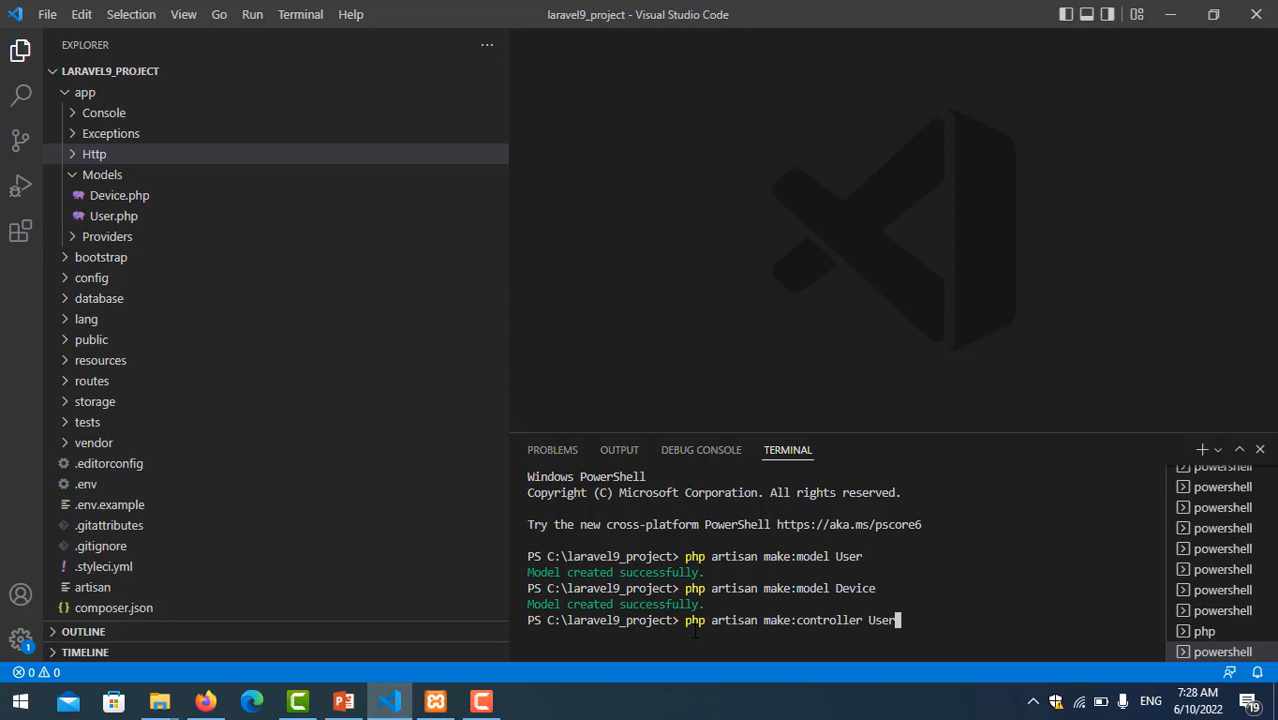 File Edit Selection View Go Run Terminal Help
laravel9_project - Visual Studio Code
EXPLORER
LARAVEL9_PROJECT
app
Console
Exceptions
Http
Models
Device.php
User.php
Providers
bootstrap
config
database
lang
public
resources
routes
storage
tests
vendor
.editorconfig
.env
.env.example
.gitattributes
.gitignore
.styleci.yml
artisan
composer.json
OUTLINE
TIMELINE
PROBLEMS OUTPUT DEBUG CONSOLE TERMINAL
Windows PowerShell
Copyright (C) Microsoft Corporation. All rights reserved.
Try the new cross-platform PowerShell https://aka.ms/pscore6
PS C:\laravel9_project> php artisan make:model User
Model created successfully.
PS C:\laravel9_project> php artisan make:model Device
Model created successfully.
PS C:\laravel9_project> php artisan make:controller User
powershell
powershell
powershell
powershell
powershell
powershell
powershell
powershell
php
powershell
1
0 0
ENG
7:28 AM
6/10/2022
19